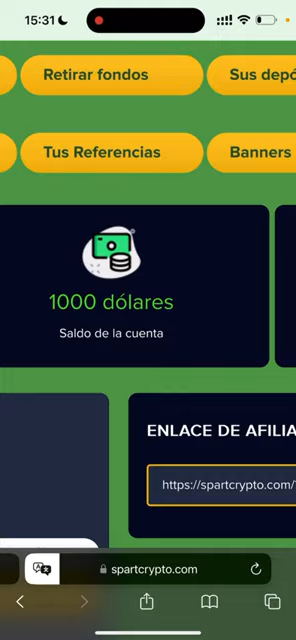 15:31
Retirar fondos
Sus depó
Tus Referencias
Banners
1000 dólares
Saldo de la cuenta
ENLACE DE AFILIA
https://spartcrypto.com/
spartcrypto.com